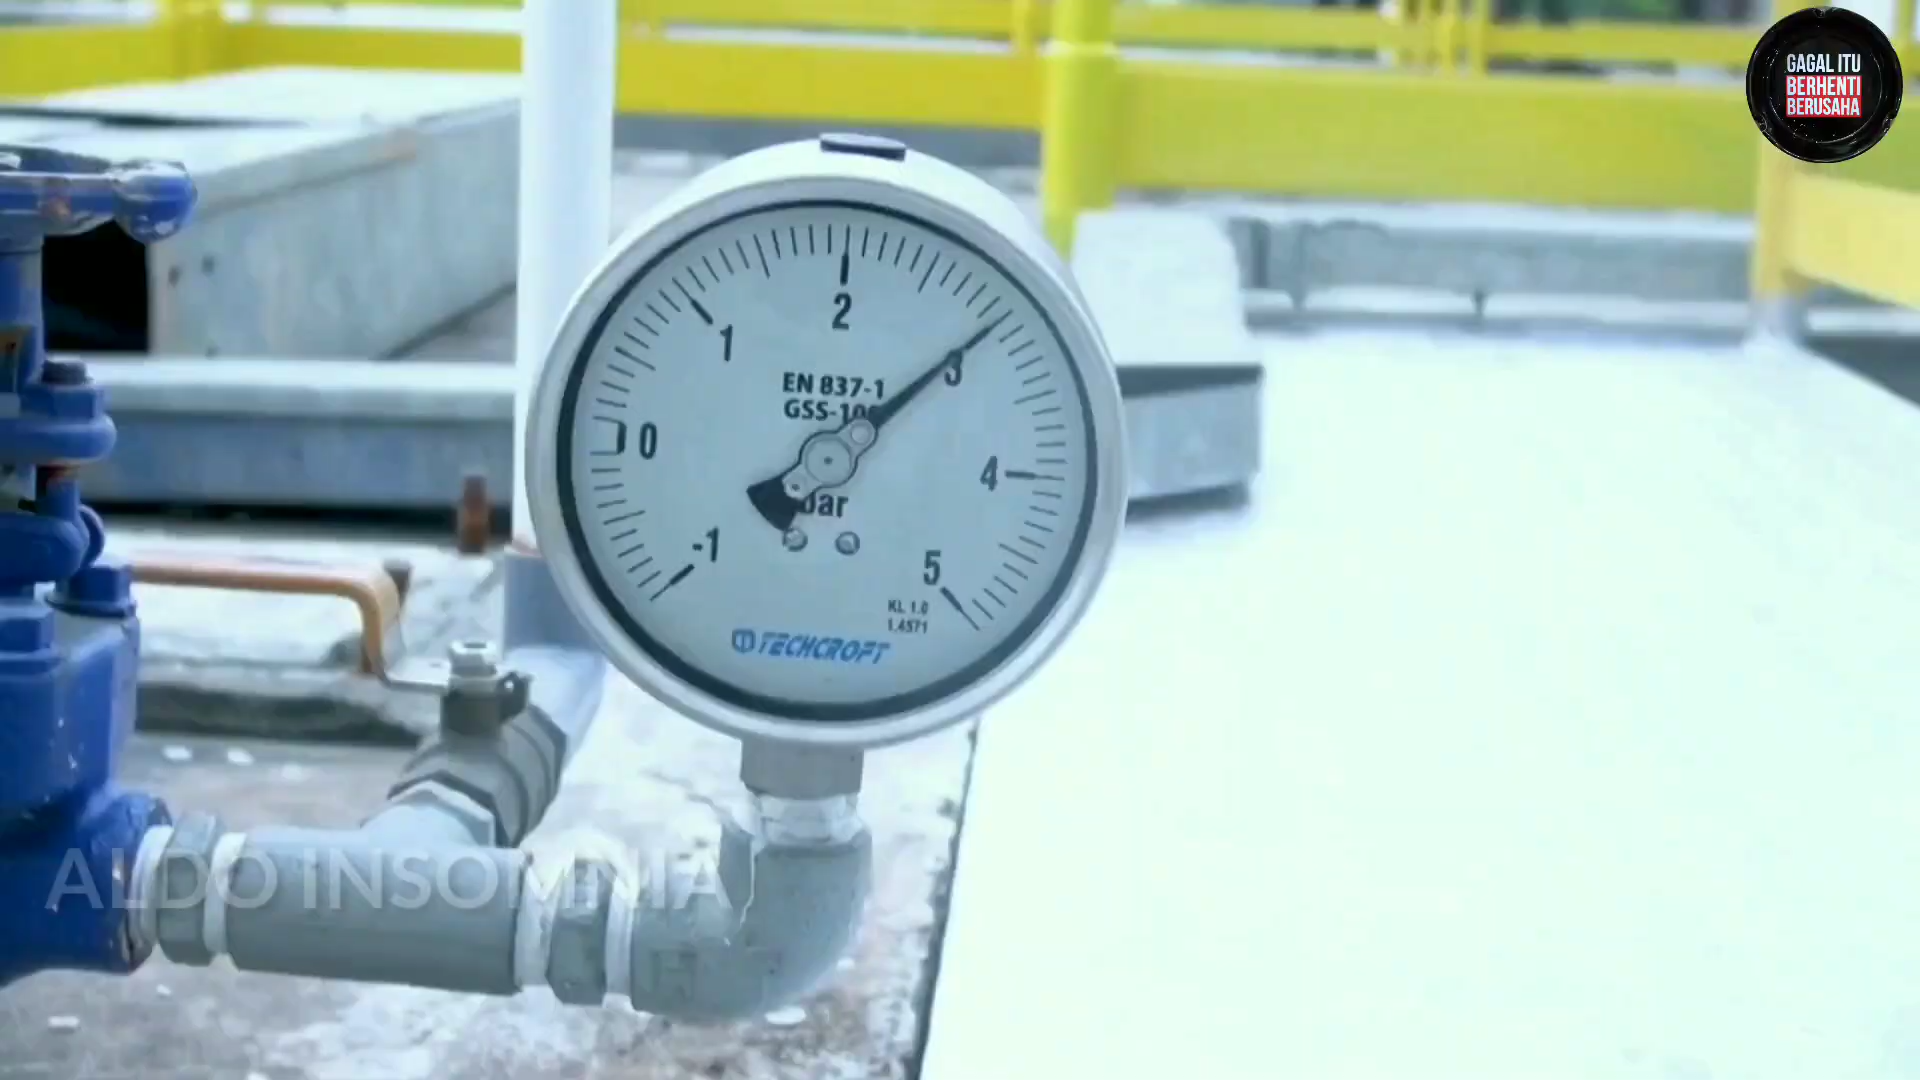 GAGAL ITU
BERHENTI
BERUSAHA
2
1
3
EN 837-1
0
4
bar
-1
5
KL 1.0
1.4571
TECHCROFT
ALDO INSOMNIA